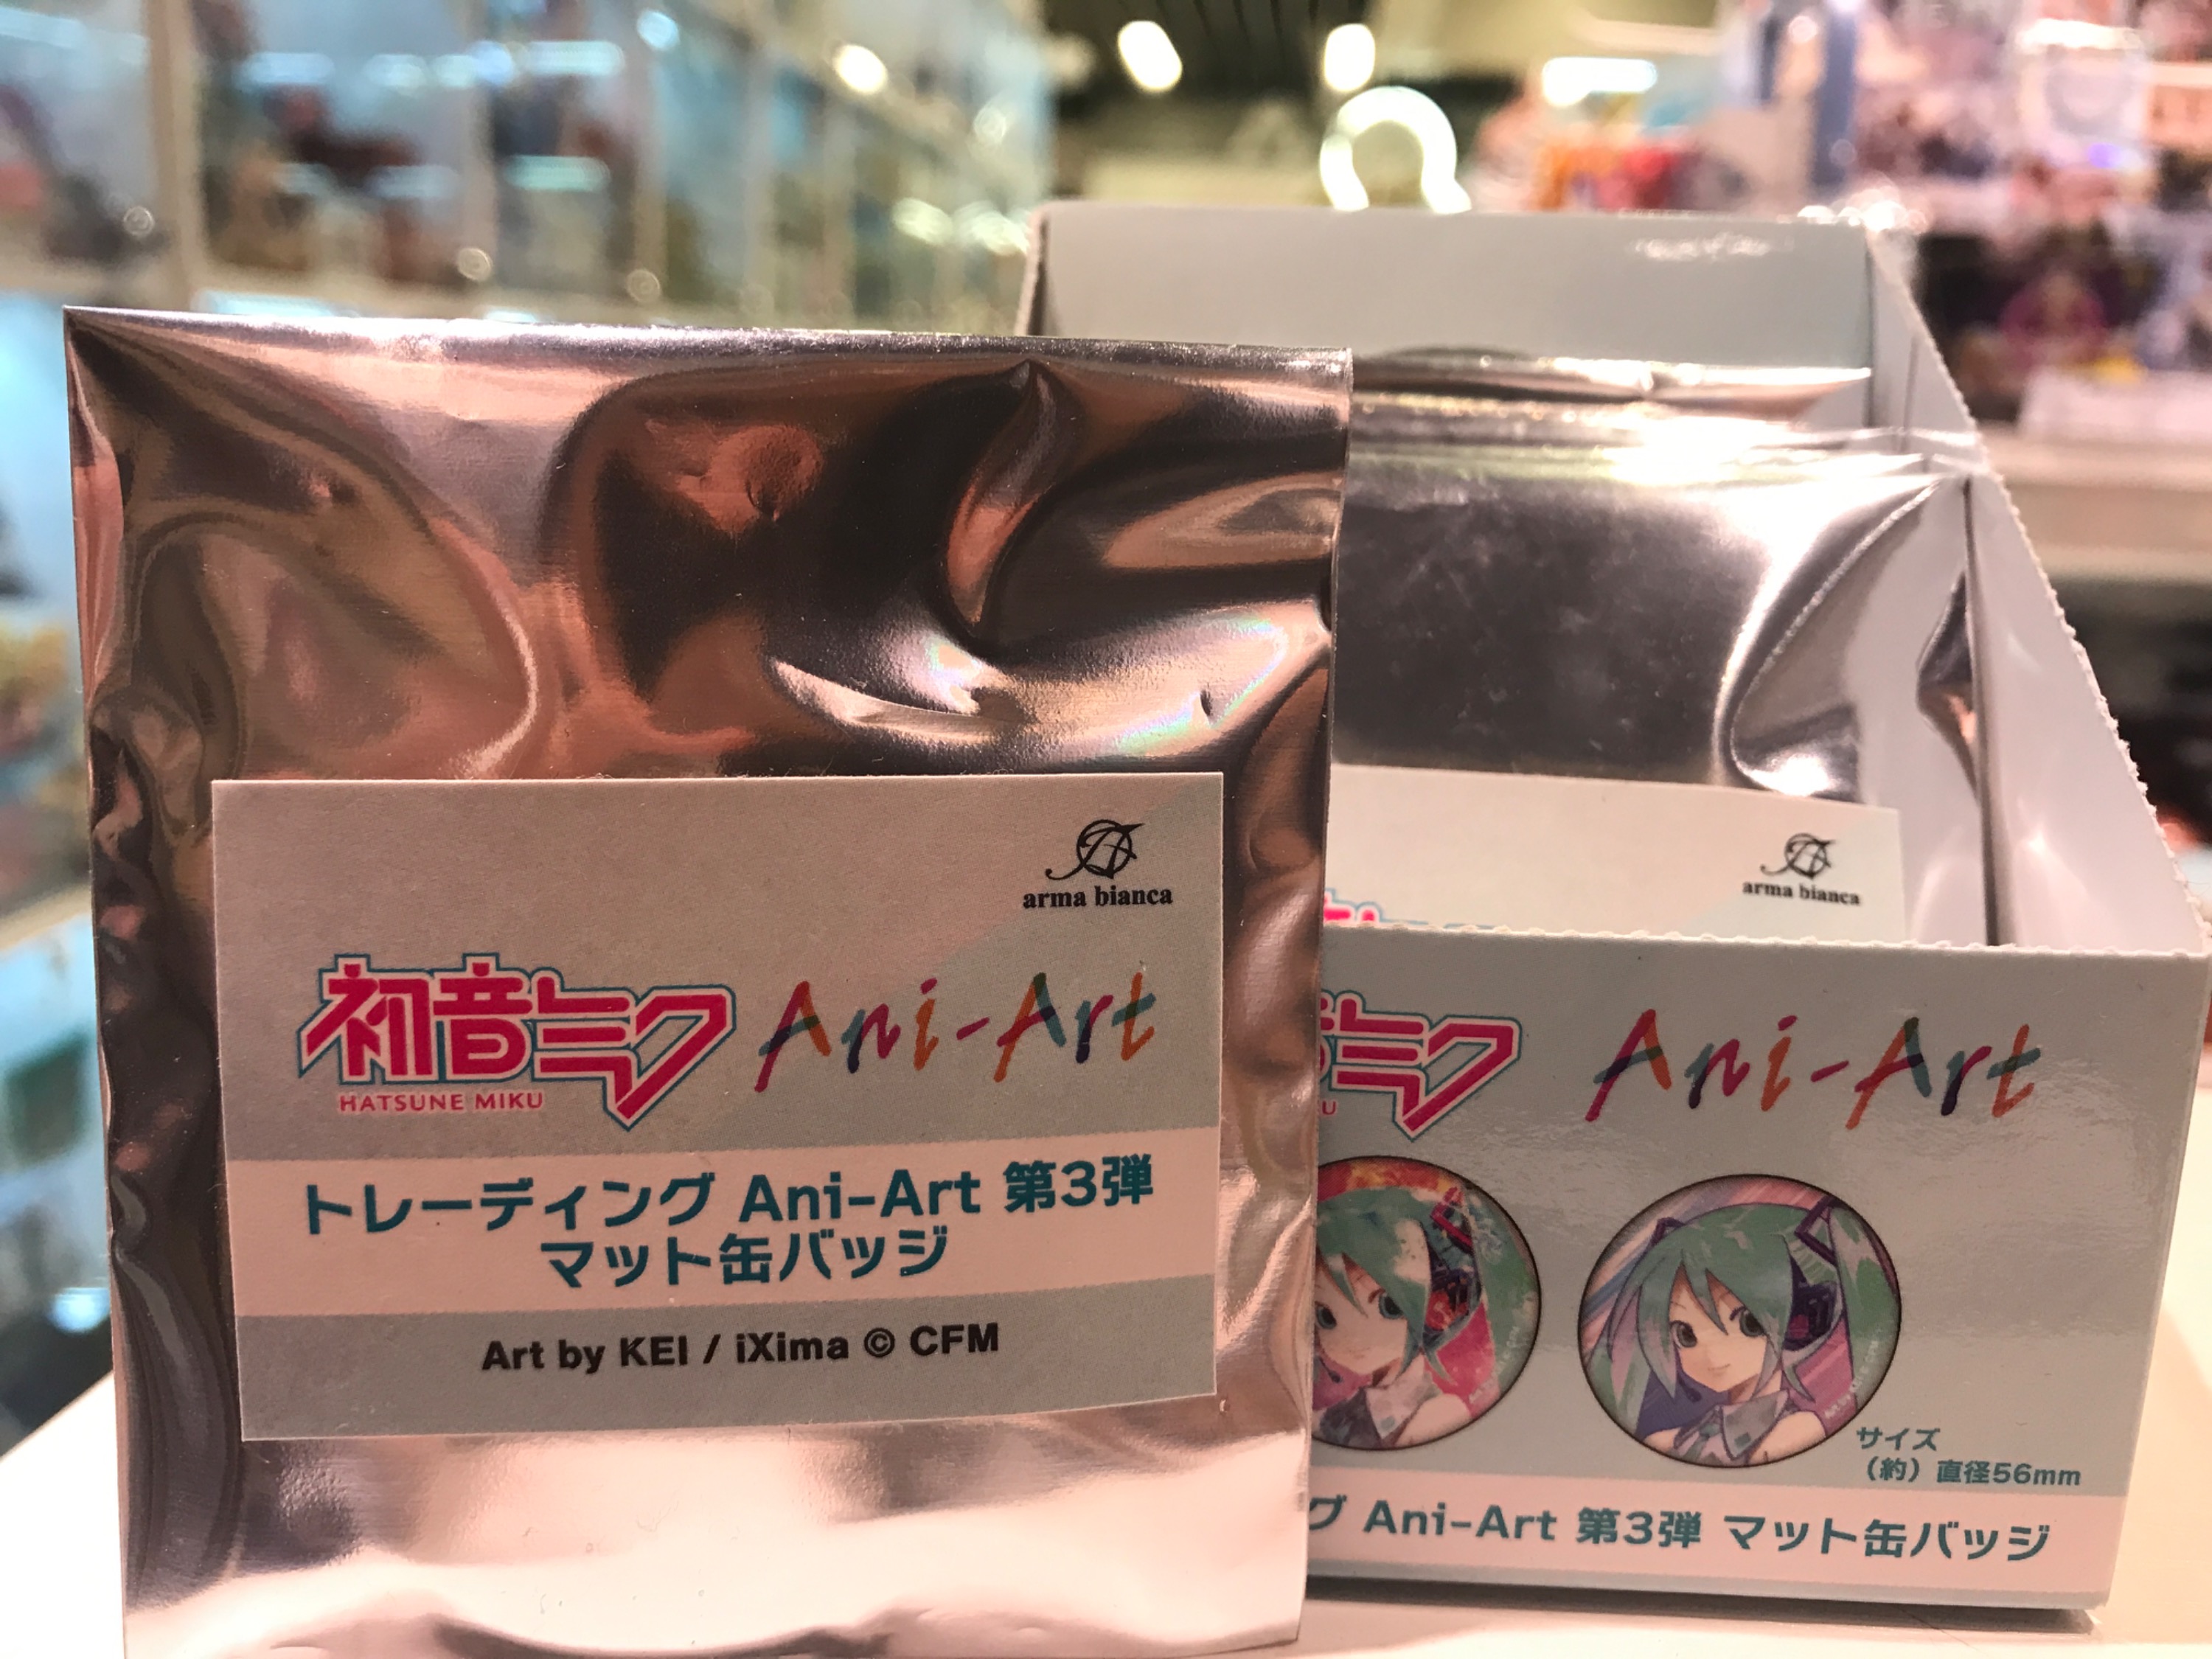 arma bianca
初音ミク Ani-Art
HATSUNE MIKU
トレーディング Ani-Art 第3弾
マット缶バッジ
Art by KEI / iXima © CFM
arma bianca
ミク Ani-Art
U
サイズ
（約）直径56mm
グ Ani-Art 第3弾 マット缶バッジ